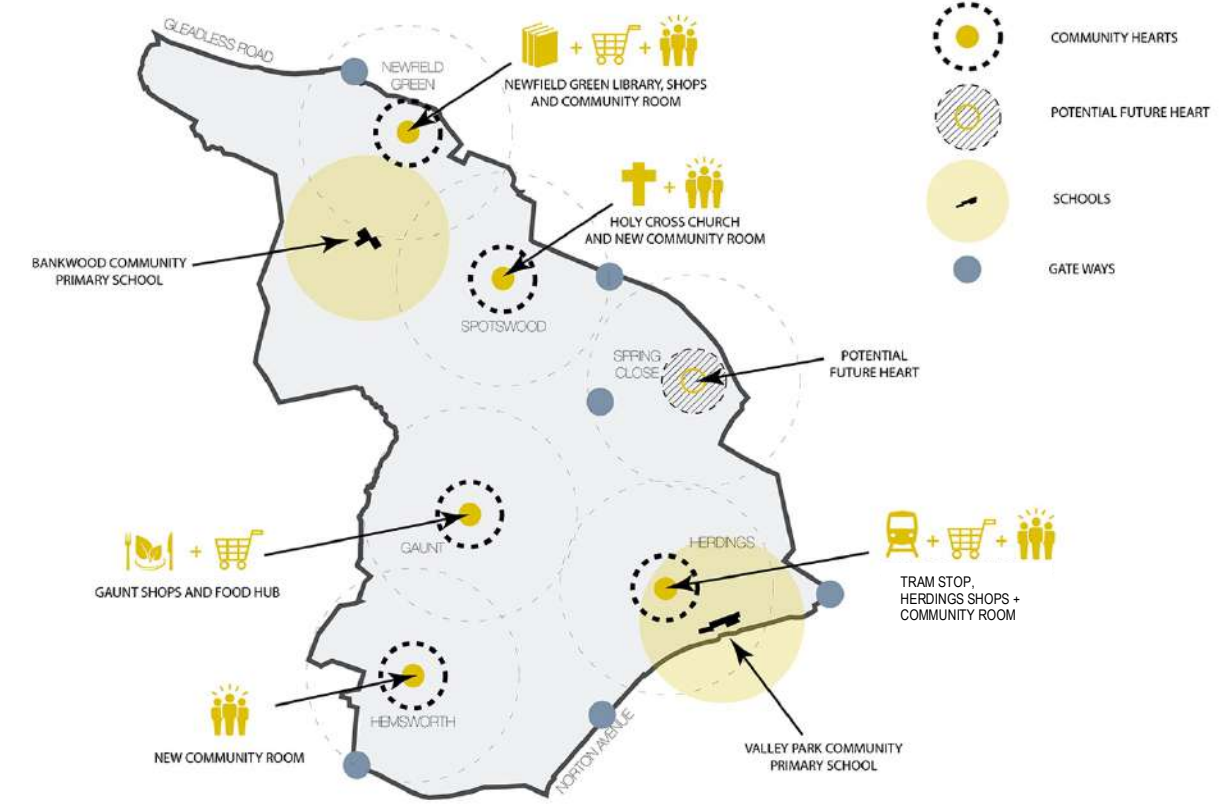 GLEADLESS ROAD
NEWFIELD
GREEN
NEWFIELD GREEN LIBRARY, SHOPS
AND COMMUNITY ROOM
COMMUNITY HEARTS
POTENTIAL FUTURE HEART
SCHOOLS
GATE WAYS
HOLY CROSS CHURCH
AND NEW COMMUNITY ROOM
BANKWOOD COMMUNITY
PRIMARY SCHOOL
SPOTSWOOD
SPRING
CLOSE
POTENTIAL
FUTURE HEART
GAUNT
GAUNT SHOPS AND FOOD HUB
HERDINGS
TRAM STOP,
HERDINGS SHOPS +
COMMUNITY ROOM
HEMSWORTH
NEW COMMUNITY ROOM
NORTON AVENUE
VALLEY PARK COMMUNITY
PRIMARY SCHOOL